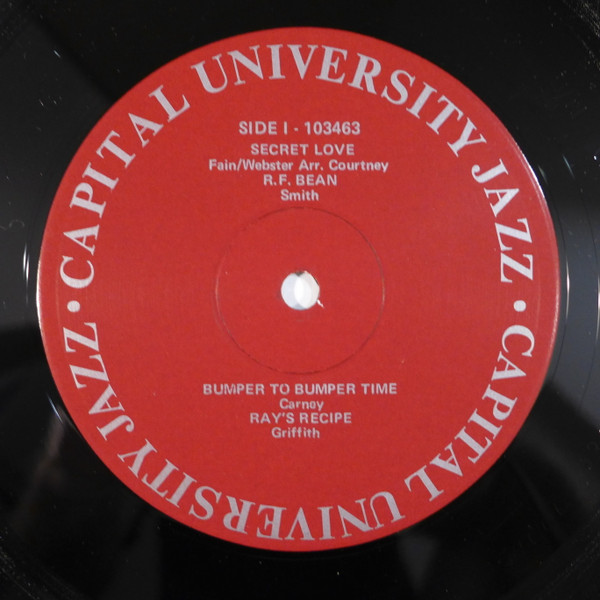 CAPITAL UNIVERSITY JAZZ • CAPITAL UNIVERSITY JAZZ •
SIDE I - 103463
SECRET LOVE
Fain/Webster Arr. Courtney
R.F. BEAN
Smith
BUMPER TO BUMPER TIME
Carney
RAY'S RECIPE
Griffith